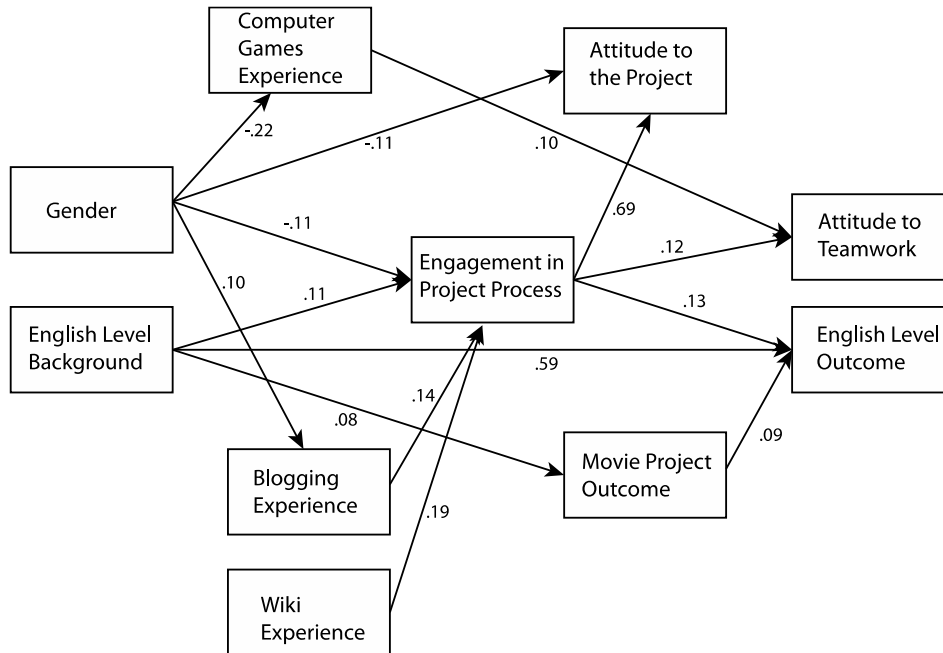 Computer
Games
Experience
Attitude to
the Project
-.22
-.11
.10
Gender
Attitude to
Teamwork
-.11
.69
Engagement in
Project Process
.12
.10
.11
.13
English Level
Background
English Level
Outcome
.59
.14
.08
.09
Blogging
Experience
Movie Project
Outcome
.19
Wiki
Experience